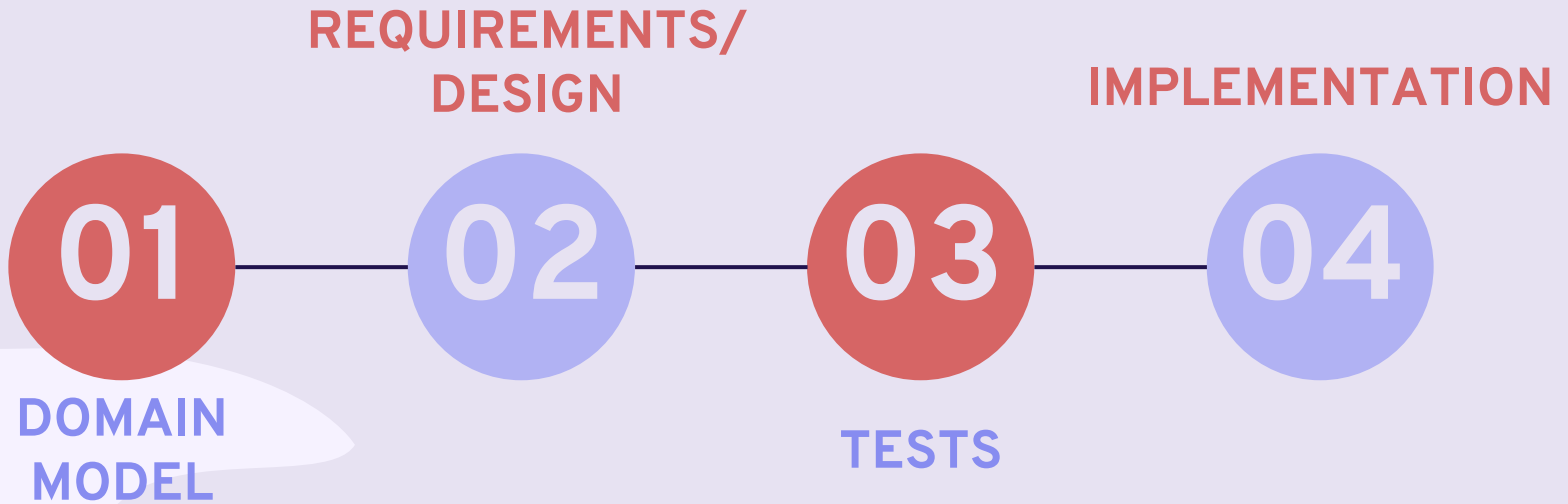 REQUIREMENTS/
DESIGN
IMPLEMENTATION
01
02
03
04
DOMAIN
MODEL
TESTS